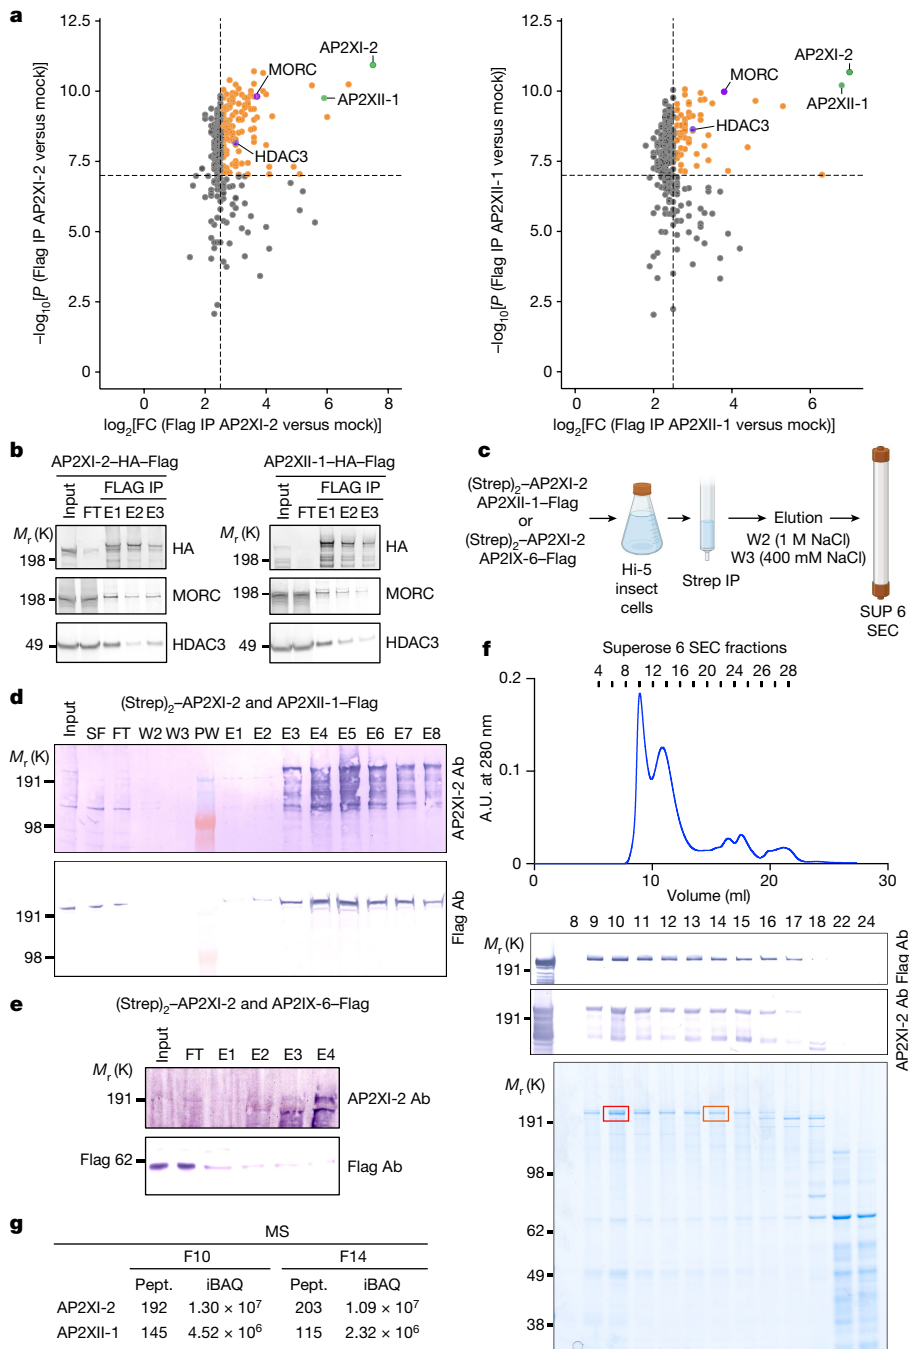 a
12.5
10.0
7.5
5.0
2.5
0
0 2 4 6 8
–log10[P (Flag IP AP2XI-2 versus mock)]
log2[FC (Flag IP AP2XI-2 versus mock)]
AP2XI-2
MORC
AP2XII-1
HDAC3
12.5
10.0
7.5
5.0
2.5
0
0 2 4 6
–log10[P (Flag IP AP2XII-1 versus mock)]
log2[FC (Flag IP AP2XII-1 versus mock)]
AP2XI-2
MORC
AP2XII-1
HDAC3
b
AP2XI-2–HA–Flag
Input
FLAG IP
FT E1 E2 E3
Mr (K)
198
HA
198
MORC
49
HDAC3
AP2XII-1–HA–Flag
Input
FLAG IP
FT E1 E2 E3
Mr (K)
198
HA
198
MORC
49
HDAC3
c
(Strep)2–AP2XI-2
AP2XII-1–Flag
or
(Strep)2–AP2XI-2
AP2IX-6–Flag
Hi-5
insect
cells
Strep IP
Elution
W2 (1 M NaCl)
W3 (400 mM NaCl)
SUP 6
SEC
d
(Strep)2–AP2XI-2 and AP2XII-1–Flag
Input SF FT W2 W3 PW E1 E2 E3 E4 E5 E6 E7 E8
Mr (K)
191
98
AP2XI-2 Ab
191
98
Flag Ab
e
(Strep)2–AP2XI-2 and AP2IX-6–Flag
Input FT E1 E2 E3 E4
Mr (K)
191
AP2XI-2 Ab
Flag 62
Flag Ab
f
Superose 6 SEC fractions
4 8 12 18 20 24 28
0.2
0.1
0
A.U. at 280 nm
0 10 20 30
Volume (ml)
8 9 10 11 12 13 14 15 16 17 18 22 24
Mr (K)
191
Flag Ab
191
AP2XI-2 Ab
Mr (K)
191
98
62
49
38
g
MS
F10 F14
Pept. iBAQ Pept. iBAQ
AP2XI-2 192 1.30 × 10⁷ 203 1.09 × 10⁷
AP2XII-1 145 4.52 × 10⁶ 115 2.32 × 10⁶